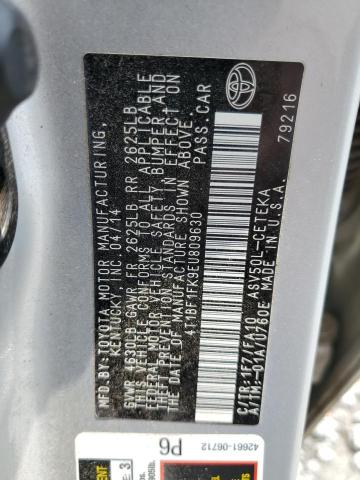 MFD.BY:TOYOTA MOTOR MANUFACTURING,
KENTUCKY, INC. 04/14
GVWR 4630LB GAWR FR 2625LB RR 2625LB
THIS VEHICLE CONFORMS TO ALL APPLICABLE
FEDERAL MOTOR VEHICLE SAFETY, BUMPER, AND
THEFT PREVENTION STANDARDS IN EFFECT ON
THE DATE OF MANUFACTURE SHOWN ABOVE.
4T1BF1FK9EU809630 PASS.CAR
C/TR:1F7/FA10 ASV50L-CETEKA
A/TM:-01A/U760E MADE IN U.S.A.
79216
TOYOTA
42661-06712
P6
3